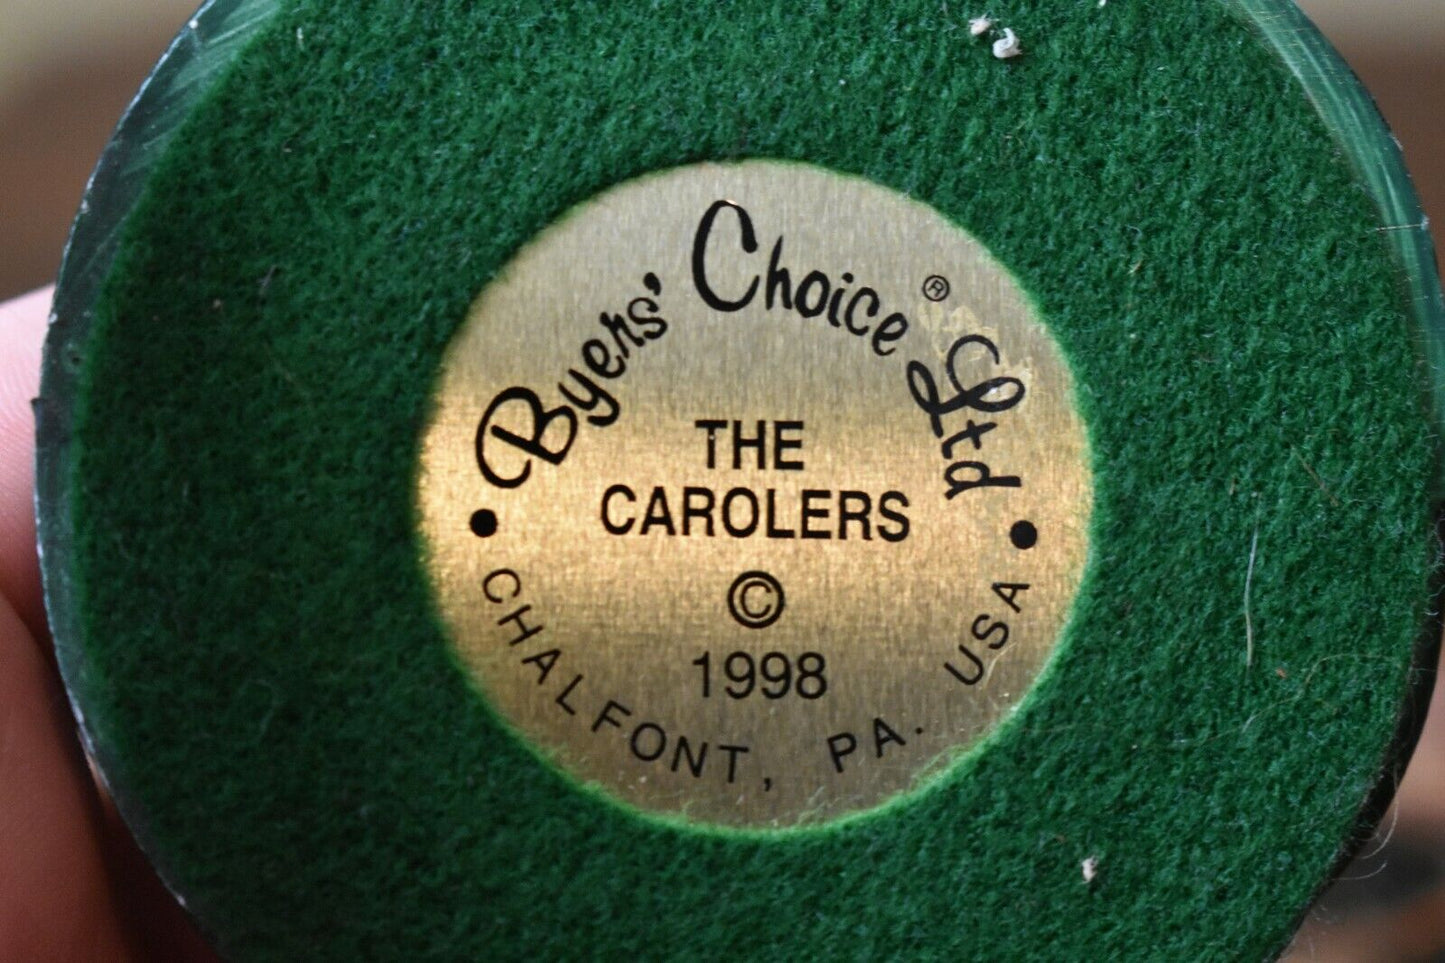 Byers' Choice Ltd®
THE
CAROLERS
©
1998
CHALFONT, PA. USA